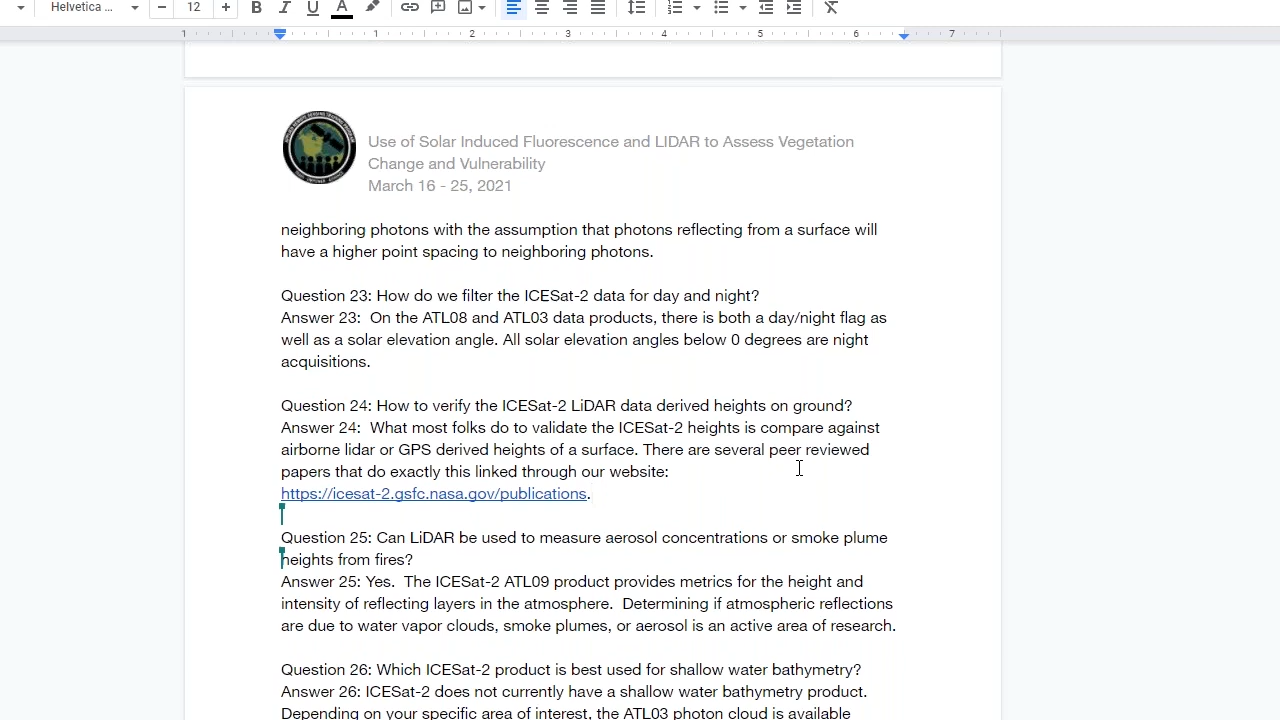 Helvetica ... 12 B I U A
1 1 2 3 4 5 6 7
Use of Solar Induced Fluorescence and LIDAR to Assess Vegetation
Change and Vulnerability
March 16 - 25, 2021
neighboring photons with the assumption that photons reflecting from a surface will
have a higher point spacing to neighboring photons.
Question 23: How do we filter the ICESat-2 data for day and night?
Answer 23:  On the ATL08 and ATL03 data products, there is both a day/night flag as
well as a solar elevation angle. All solar elevation angles below 0 degrees are night
acquisitions.
Question 24: How to verify the ICESat-2 LiDAR data derived heights on ground?
Answer 24:  What most folks do to validate the ICESat-2 heights is compare against
airborne lidar or GPS derived heights of a surface. There are several peer reviewed
papers that do exactly this linked through our website:
https://icesat-2.gsfc.nasa.gov/publications.
Question 25: Can LiDAR be used to measure aerosol concentrations or smoke plume
heights from fires?
Answer 25: Yes.  The ICESat-2 ATL09 product provides metrics for the height and
intensity of reflecting layers in the atmosphere.  Determining if atmospheric reflections
are due to water vapor clouds, smoke plumes, or aerosol is an active area of research.
Question 26: Which ICESat-2 product is best used for shallow water bathymetry?
Answer 26: ICESat-2 does not currently have a shallow water bathymetry product.
Depending on your specific area of interest, the ATL03 photon cloud is available